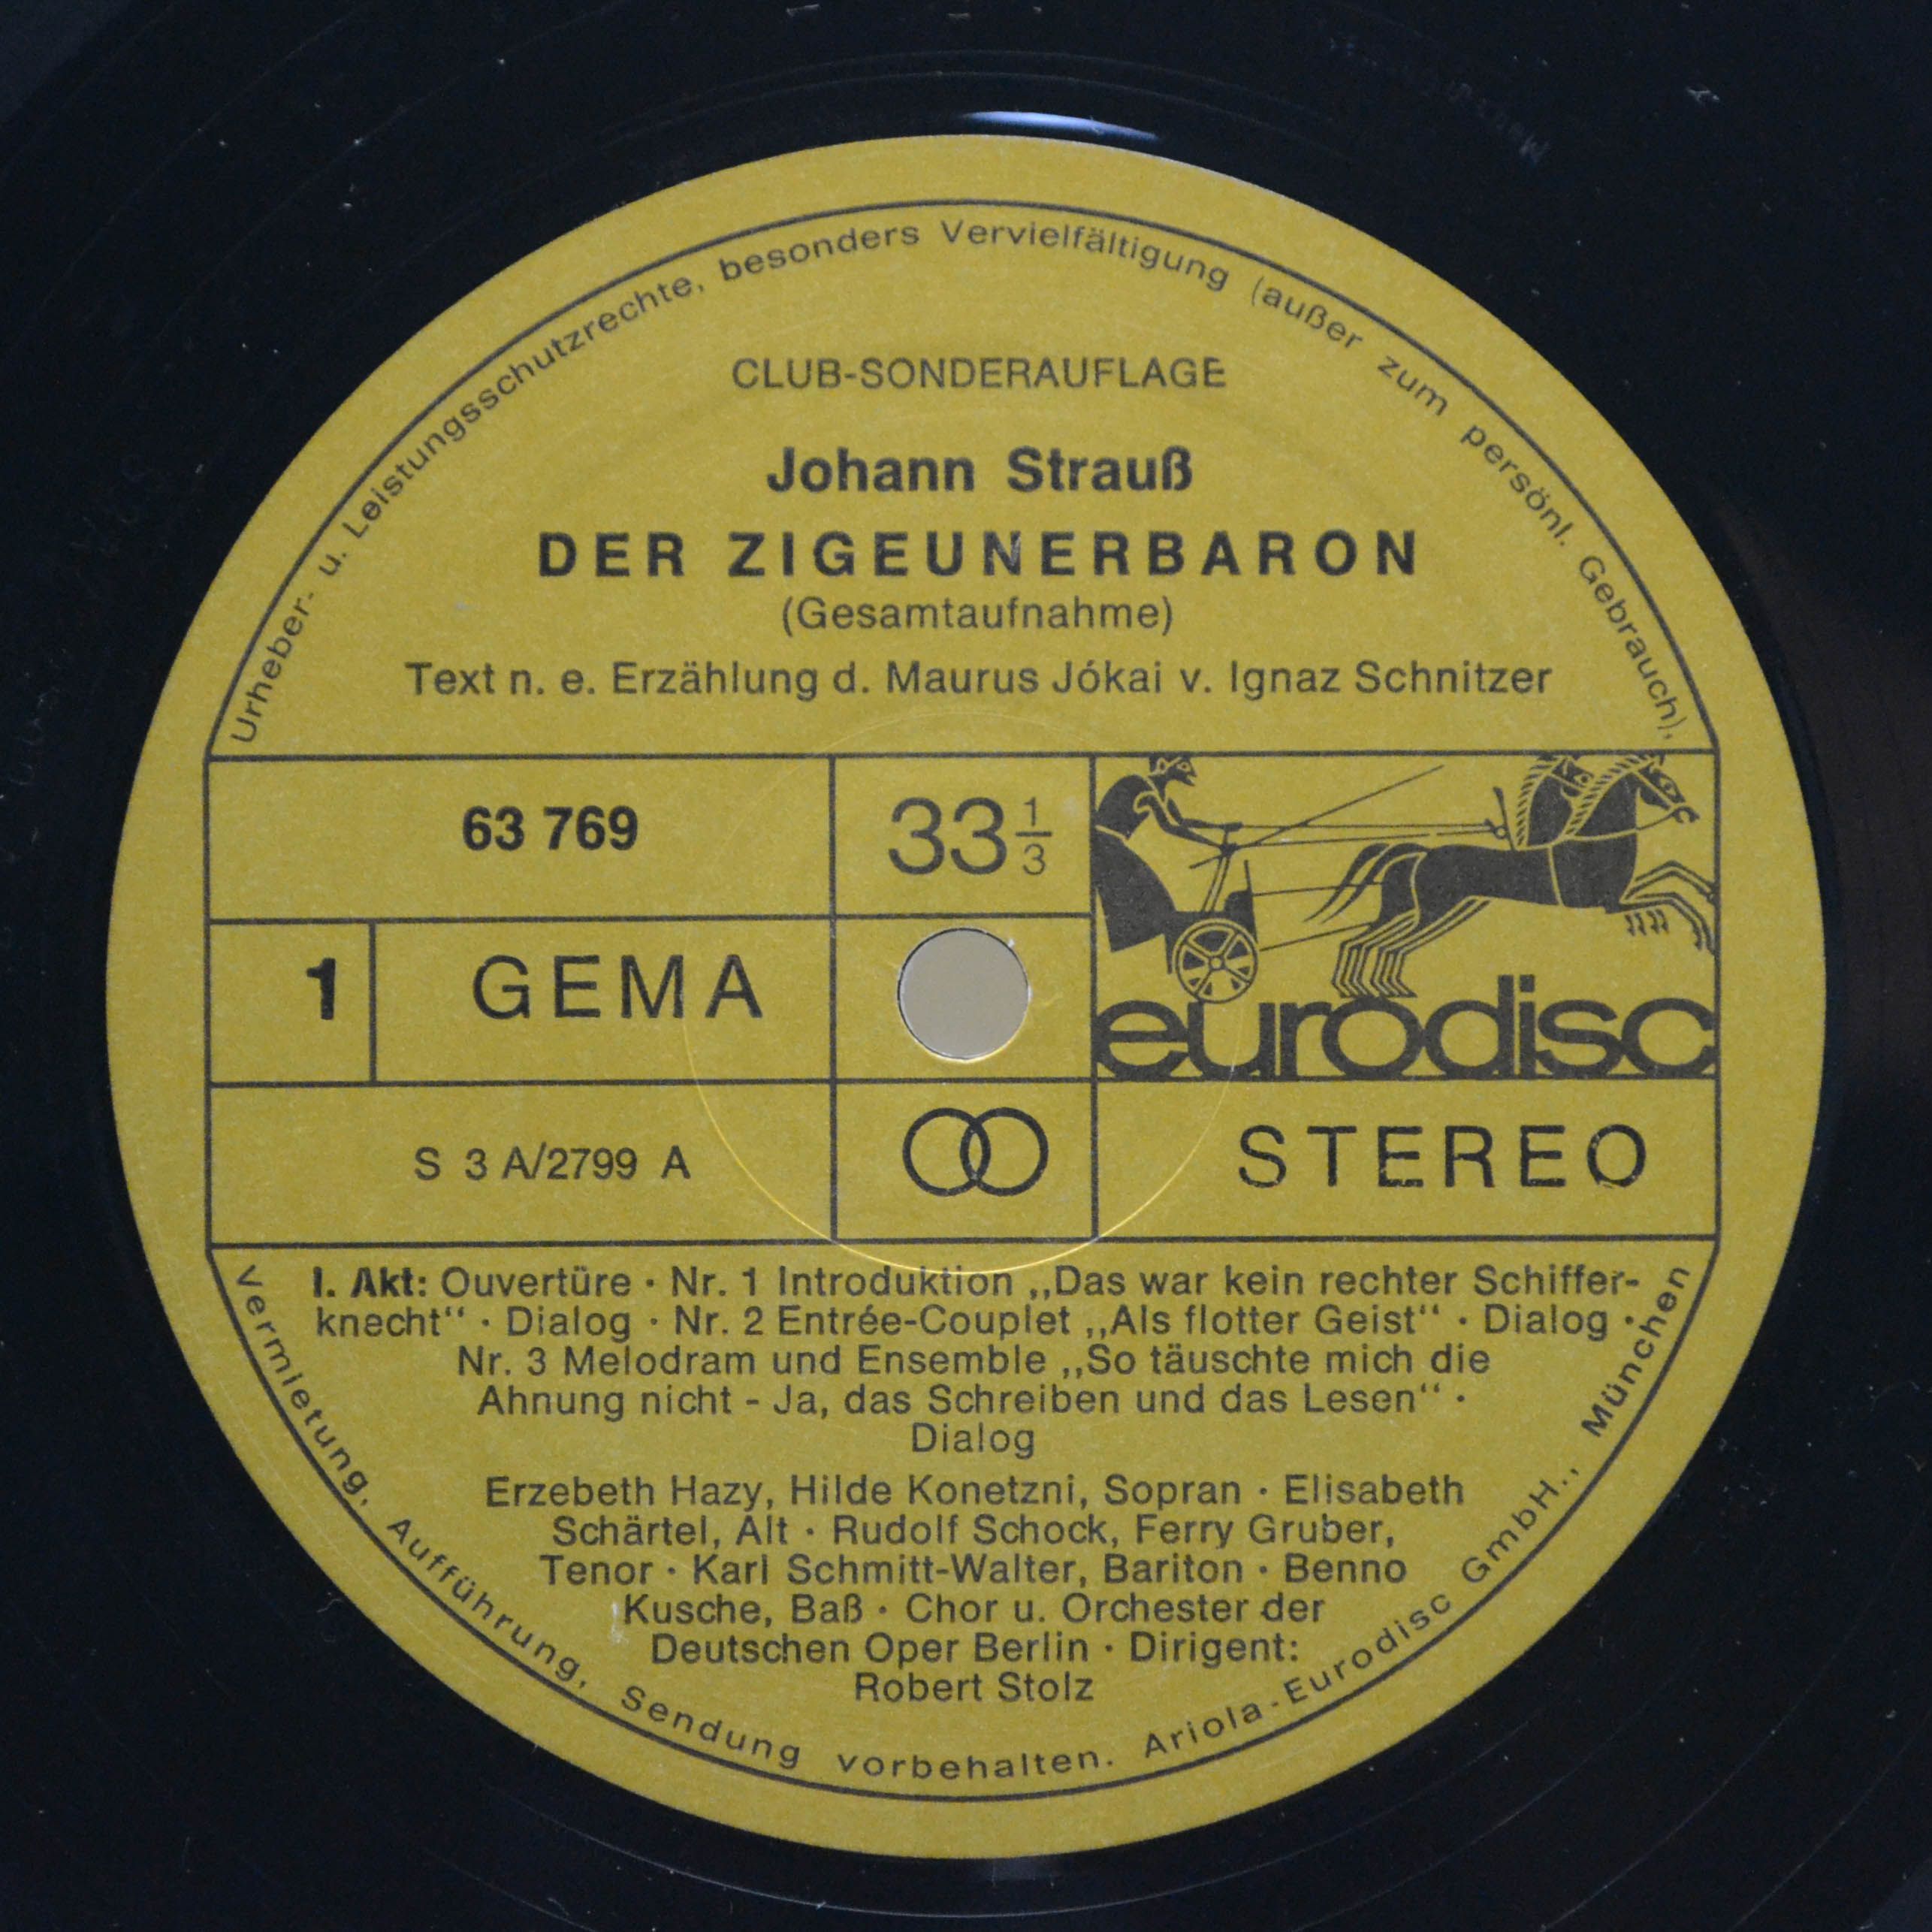 Urheber- u. Leistungsschutzrechte, besonders Vervielfältigung (außer zum persönl. Gebrauch),
CLUB-SONDERAUFLAGE
Johann Strauß
DER ZIGEUNERBARON
(Gesamtaufnahme)
Text n. e. Erzählung d. Maurus Jókai v. Ignaz Schnitzer
63 769
33 1/3
1
GEMA
eurodisc
S 3 A/2799 A
STEREO
I. Akt: Ouvertüre · Nr. 1 Introduktion „Das war kein rechter Schiffer-
knecht“ · Dialog · Nr. 2 Entrée-Couplet „Als flotter Geist“ · Dialog ·
Nr. 3 Melodram und Ensemble „So täuschte mich die
Ahnung nicht - Ja, das Schreiben und das Lesen“ ·
Dialog
Erzebeth Hazy, Hilde Konetzni, Sopran · Elisabeth
Schärtel, Alt · Rudolf Schock, Ferry Gruber,
Tenor · Karl Schmitt-Walter, Bariton · Benno
Kusche, Baß · Chor u. Orchester der
Deutschen Oper Berlin · Dirigent:
Robert Stolz
Vermietung, Aufführung, Sendung vorbehalten. Ariola-Eurodisc GmbH., München